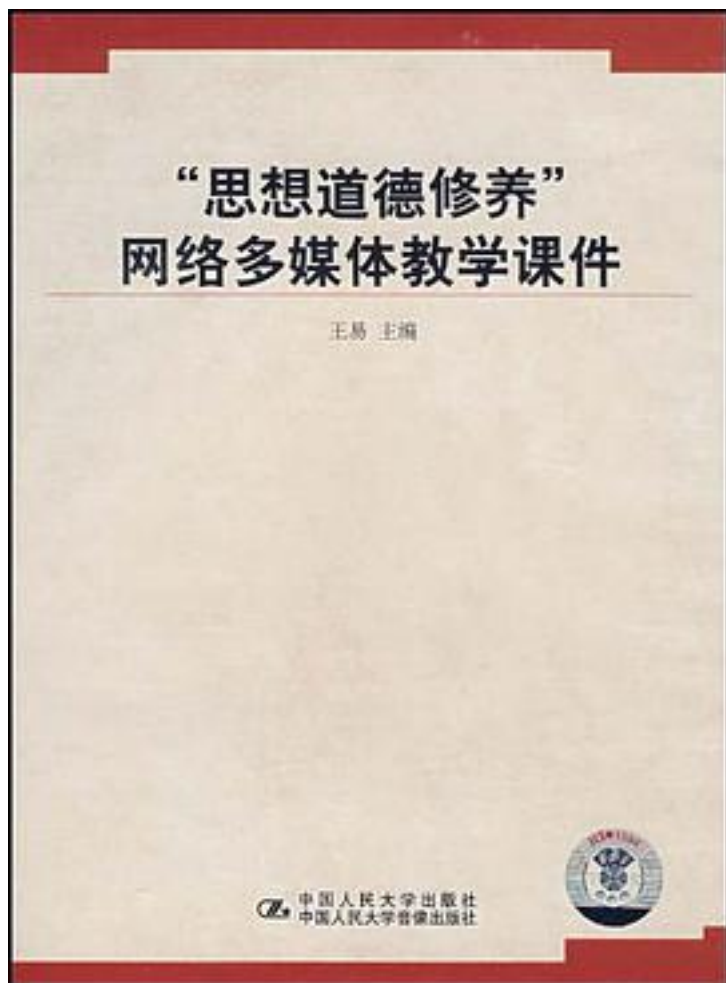 “思想道德修养”
网络多媒体教学课件
王易 主编
中国人民大学出版社
中国人民大学音像出版社